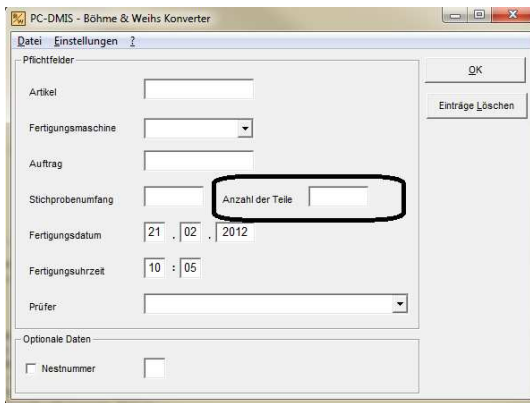 PC-DMIS - Böhme & Weihs Konverter
Datei Einstellungen ?
Pflichtfelder
OK
Artikel
Einträge Löschen
Fertigungsmaschine
Auftrag
Stichprobenumfang Anzahl der Teile
Fertigungsdatum 21 . 02 . 2012
Fertigungsuhrzeit 10 : 05
Prüfer
Optionale Daten
Nestnummer